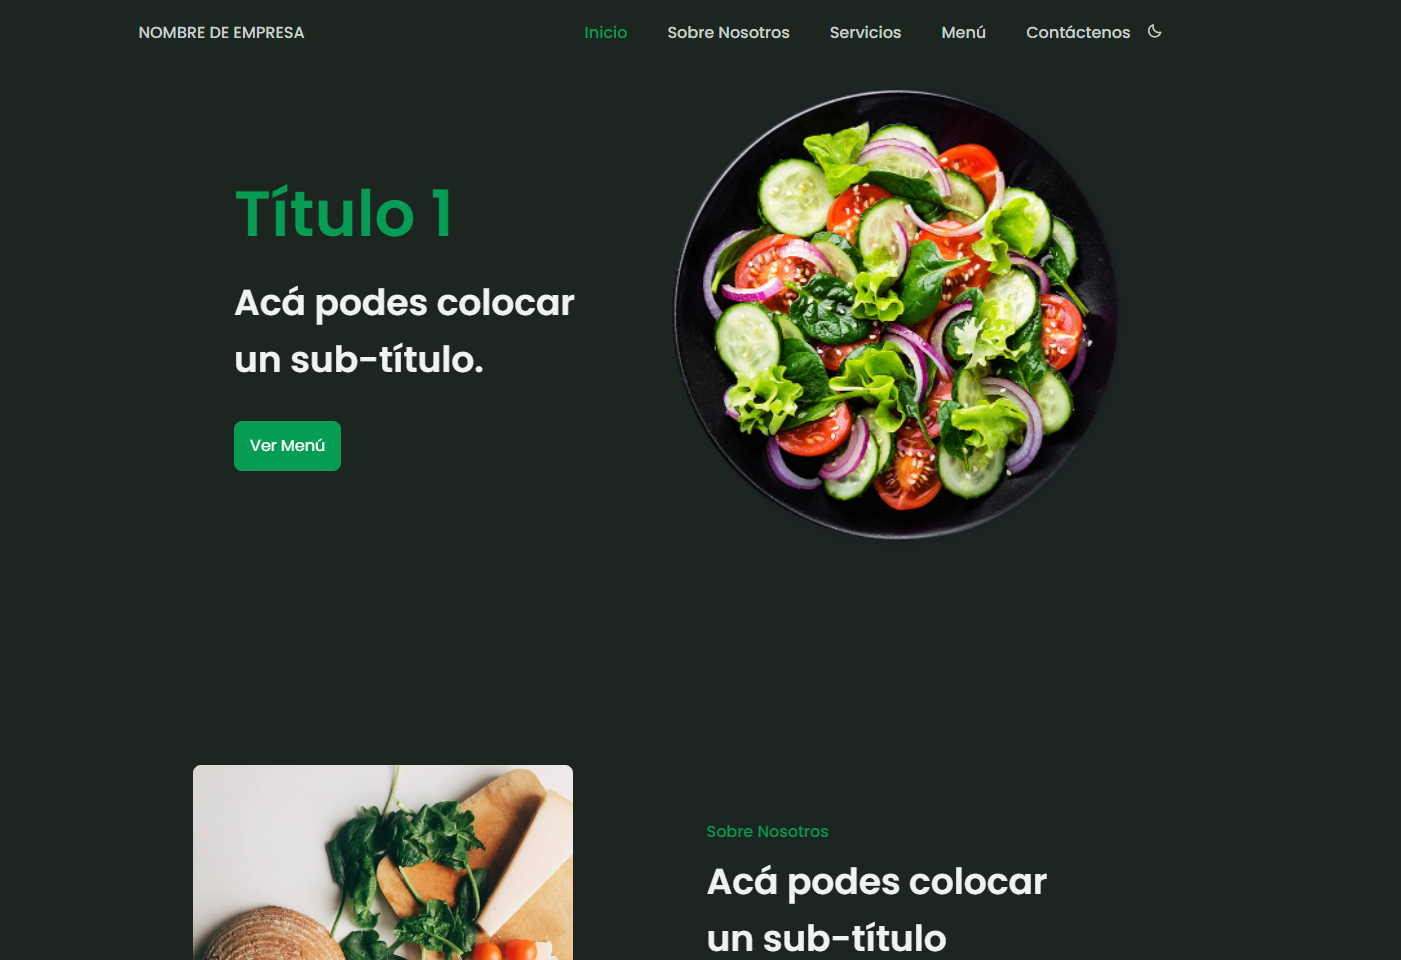 NOMBRE DE EMPRESA
Inicio
Sobre Nosotros
Servicios
Menú
Contáctenos
Título 1
Acá podes colocar
un sub-título.
Ver Menú
Sobre Nosotros
Acá podes colocar
un sub-título